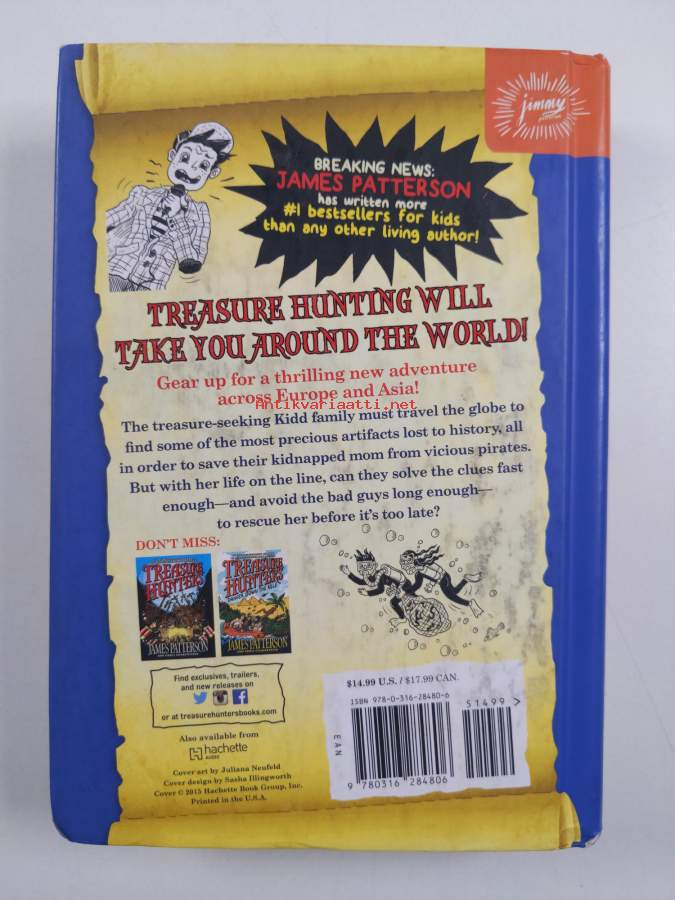 jimmy
BREAKING NEWS:
JAMES PATTERSON
has written more
#1 bestsellers for kids
than any other living author!
TREASURE HUNTING WILL
TAKE YOU AROUND THE WORLD!
Gear up for a thrilling new adventure
across Europe and Asia!
Antikvariaatti.net
The treasure-seeking Kidd family must travel the globe to
find some of the most precious artifacts lost to history, all
in order to save their kidnapped mom from vicious pirates.
But with her life on the line, can they solve the clues fast
enough—and avoid the bad guys long enough—
to rescue her before it's too late?
DON'T MISS:
TREASURE
HUNTERS
JAMES PATTERSON
TREASURE
HUNTERS
DANGER DOWN THE NILE
JAMES PATTERSON
Find exclusives, trailers,
and new releases on
or at treasurehuntersbooks.com
Also available from
hachette
AUDIO
Cover art by Juliana Neufeld
Cover design by Sasha Illingworth
Cover © 2015 Hachette Book Group, Inc.
Printed in the U.S.A.
$14.99 U.S. / $17.99 CAN.
ISBN 978-0-316-28480-6
51499>
EAN
9 780316 284806